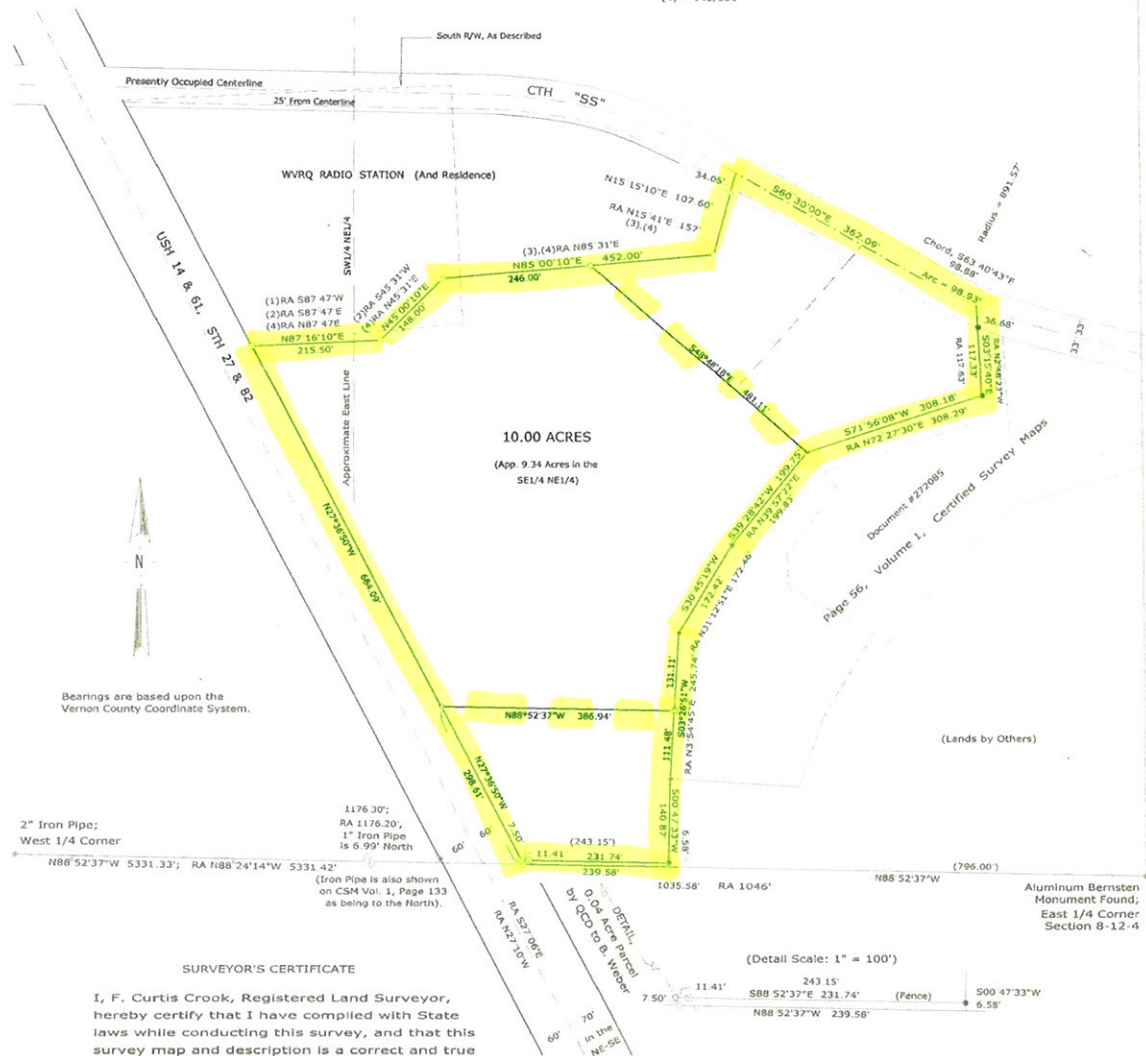 South R/W, As Described
Presently Occupied Centerline
25' From Centerline
CTH "SS"
WVRQ RADIO STATION (And Residence)
34.05'
N15°15'10"E 107.60'
RA N15°41'E 157'
(3),(4)
S60°30'00"E 362.09'
Radius = 891.57'
Chord, S63°40'43"E
98.88'
Arc = 98.93'
USH 14 & 61, STH 27 & 82
SW1/4 NE1/4
Approximate East Line
(1)RA S87°47'W
(2)RA S87°47'E
(4)RA N87°47'E
N87°16'10"E
215.50'
(2)RA S45°31'W
(4)RA N45°31'E
N45°00'10"E
148.00'
(3),(4)RA N85°31'E
N85°00'10"E 452.00'
246.00'
36.68'
33' 33'
S03°15'40"E
117.33'
RA 117.63'
RA N2°48'23"W
S48°48'18"E
481.11'
S71°56'08"W 308.18'
RA N72°27'30"E 308.29'
10.00 ACRES
(App. 9.34 Acres in the
SE1/4 NE1/4)
S39°28'42"W 199.75'
RA N39°57'22"E
199.83'
Document #272085
Page 56, Volume 1, Certified Survey Maps
N27°36'50"W
684.09'
S30°45'19"W
172.42'
RA N31°12'51"E 172.46'
N
131.11'
S03°26'51"W
RA N3°54'45"E 245.74'
111.48'
Bearings are based upon the
Vernon County Coordinate System.
N88°52'37"W 386.94'
(Lands by Others)
N27°36'50"W
298.61'
7.50'
S00°47'33"W
140.87'
6.58'
2" Iron Pipe;
West 1/4 Corner
1176.30';
RA 1176.20',
1" Iron Pipe
is 6.99' North
60' 60'
(243.15')
11.41 231.74'
239.58'
N88°52'37"W 5331.33'; RA N88°24'14"W 5331.42'
(Iron Pipe is also shown
on CSM Vol. 1, Page 133
as being to the North).
1035.58' RA 1046'
N88°52'37"W
(796.00')
Aluminum Bernsten
Monument Found;
East 1/4 Corner
Section 8-12-4
RA S27°06'E
RA N27°10'W
DETAIL,
0.04 Acre Parcel
by QCD to B. Weber
(Detail Scale: 1" = 100')
7.50'
11.41'
243.15'
S88°52'37"E 231.74'
(Fence)
S00°47'33"W
6.58'
N88°52'37"W 239.58'
60'
70'
in the
NE-SE
SURVEYOR'S CERTIFICATE
I, F. Curtis Crook, Registered Land Surveyor,
hereby certify that I have complied with State
laws while conducting this survey, and that this
survey map and description is a correct and true